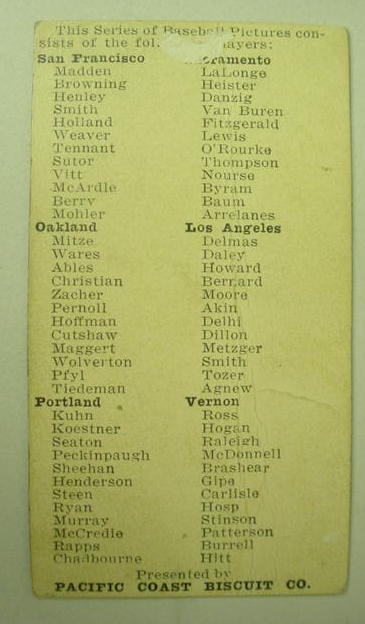 This Series of Baseball Pictures con-
sists of the fol. ayers:
San Francisco
Madden
Browning
Henley
Smith
Holland
Weaver
Tennant
Sutor
Vitt
McArdle
Berry
Mohler
Oakland
Mitze
Wares
Ables
Christian
Zacher
Pernoll
Hoffman
Cutshaw
Maggert
Wolverton
Pfyl
Tiedeman
Portland
Kuhn
Koestner
Seaton
Peckinpaugh
Sheehan
Henderson
Steen
Ryan
Murray
McCredie
Rapps
Chadbourne
ramento
LaLonge
Heister
Danzig
Van Buren
Fitzgerald
Lewis
O'Rourke
Thompson
Nourse
Byram
Baum
Arrelanes
Los Angeles
Delmas
Daley
Howard
Bernard
Moore
Akin
Delhi
Dillon
Metzger
Smith
Tozer
Agnew
Vernon
Ross
Hogan
Raleigh
McDonnell
Brashear
Gipe
Carlisle
Hosp
Stinson
Patterson
Burrell
Hitt
Presented by
PACIFIC COAST BISCUIT CO.